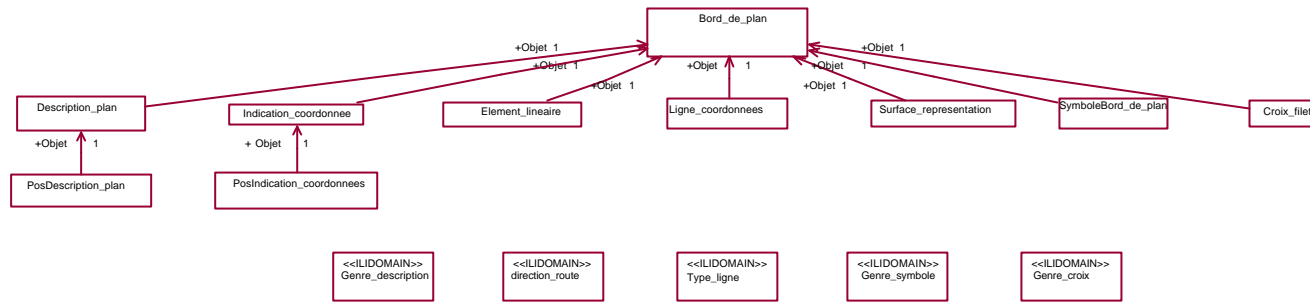 Bord_de_plan
+Objet 1
+Objet 1
+Objet 1
+Objet 1
+Objet 1
+Objet 1
+Objet 1
Description_plan
Indication_coordonnee
Element_lineaire
Ligne_coordonnees
Surface_representation
SymboleBord_de_plan
Croix_filet
+Objet 1
+ Objet 1
PosDescription_plan
PosIndication_coordonnees
<<ILIDOMAIN>>
Genre_description
<<ILIDOMAIN>>
direction_route
<<ILIDOMAIN>>
Type_ligne
<<ILIDOMAIN>>
Genre_symbole
<<ILIDOMAIN>>
Genre_croix